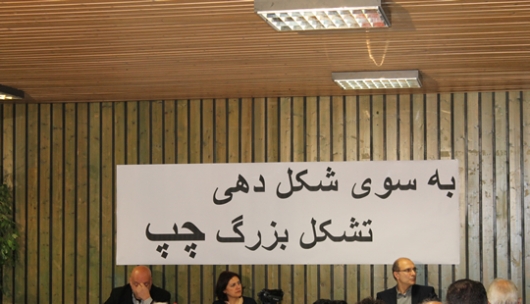 به سوی شکل دهی
تشکل بزرگ چپ